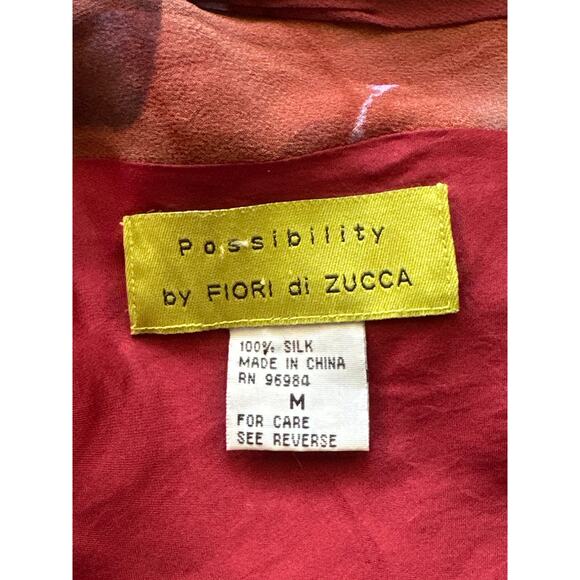 Possibility
by FIORI di ZUCCA
100% SILK
MADE IN CHINA
RN 96984
M
FOR CARE
SEE REVERSE